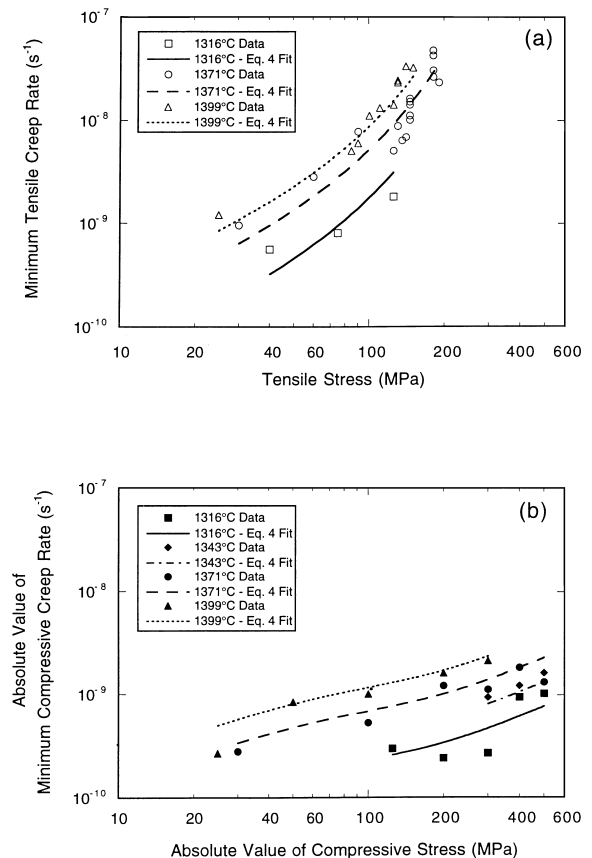 (a)
1316°C Data
1316°C - Eq. 4 Fit
1371°C Data
1371°C - Eq. 4 Fit
1399°C Data
1399°C - Eq. 4 Fit
Minimum Tensile Creep Rate (s-1)
10-7
10-8
10-9
10-10
10 20 40 60 100 200 400 600
Tensile Stress (MPa)
(b)
1316°C Data
1316°C - Eq. 4 Fit
1343°C Data
1343°C - Eq. 4 Fit
1371°C Data
1371°C - Eq. 4 Fit
1399°C Data
1399°C - Eq. 4 Fit
Absolute Value of
Minimum Compressive Creep Rate (s-1)
10-7
10-8
10-9
10-10
10 20 40 60 100 200 400 600
Absolute Value of Compressive Stress (MPa)